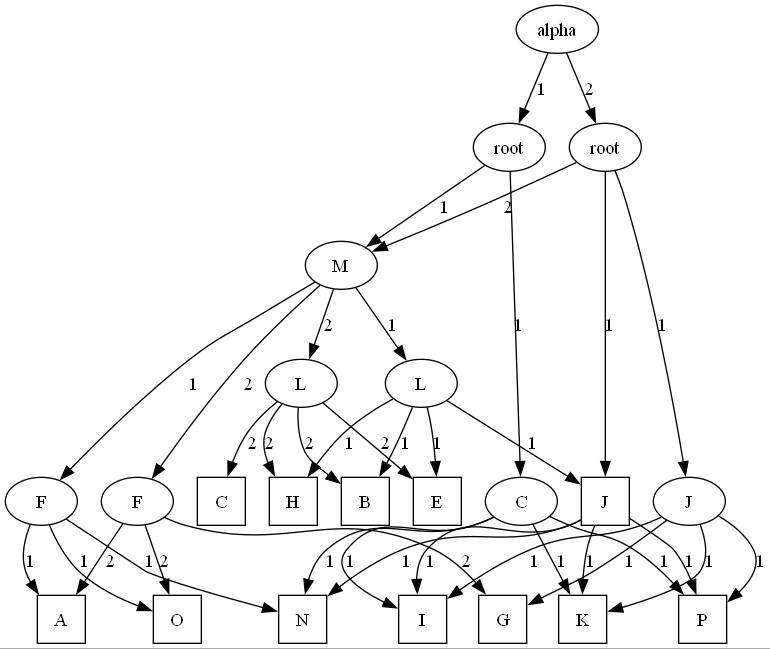 alpha
1 2
root root
1 2
M
2 1 1 1 1
1 2 L L
2 2 2 1 2 1 1 1
F F C H B E C J J
1 1 2 1 2 1 1 1 1 2 1 1 1 1 1 1 1 1
A O N I G K P